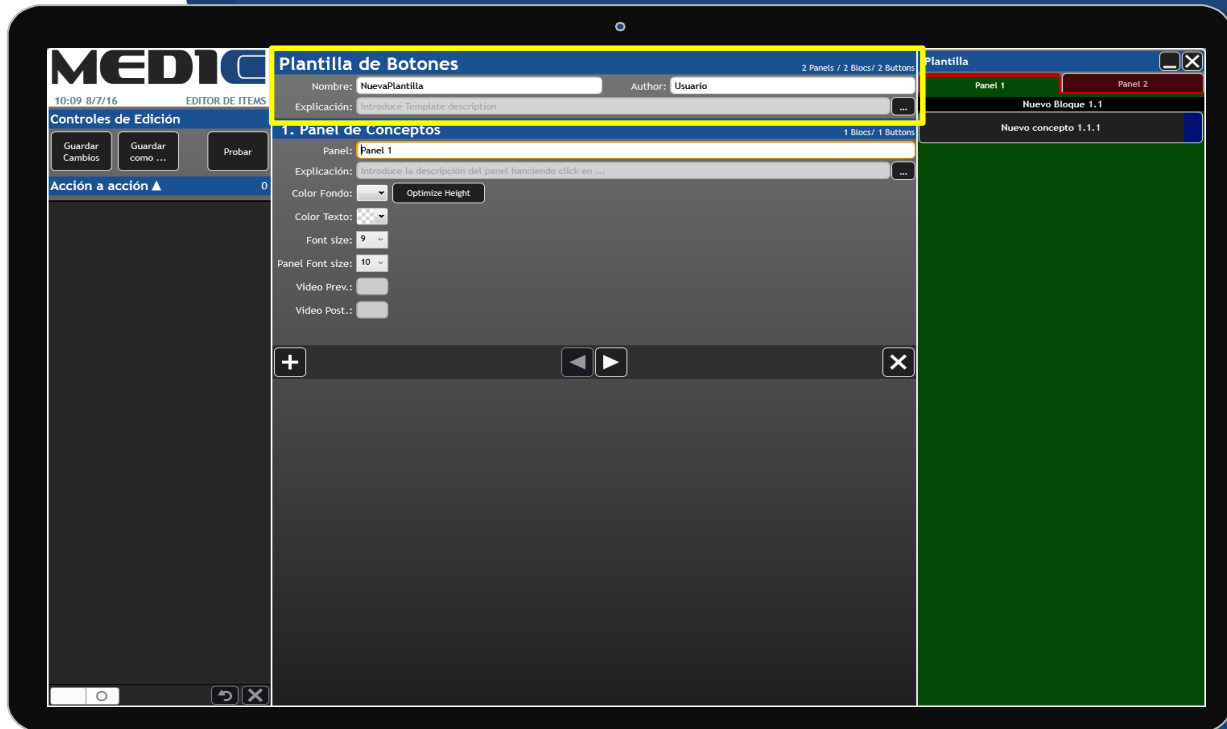 MED1C
10:09 8/7/16 EDITOR DE ITEMS
Controles de Edición
Guardar Cambios
Guardar como ...
Probar
Acción a acción ▲ 0
Plantilla de Botones 2 Panels / 2 Blocs/ 2 Buttons
Nombre: NuevaPlantilla Author: Usuario
Explicación: Introduce Template description ...
1. Panel de Conceptos 1 Blocs/ 1 Buttons
Panel: Panel 1
Explicación: Introduce la descripción del panel hanciendo click en ... ...
Color Fondo: Optimize Height
Color Texto:
Font size: 9
Panel Font size: 10
Video Prev.:
Video Post.:
Plantilla
Panel 1 Panel 2
Nuevo Bloque 1.1
Nuevo concepto 1.1.1